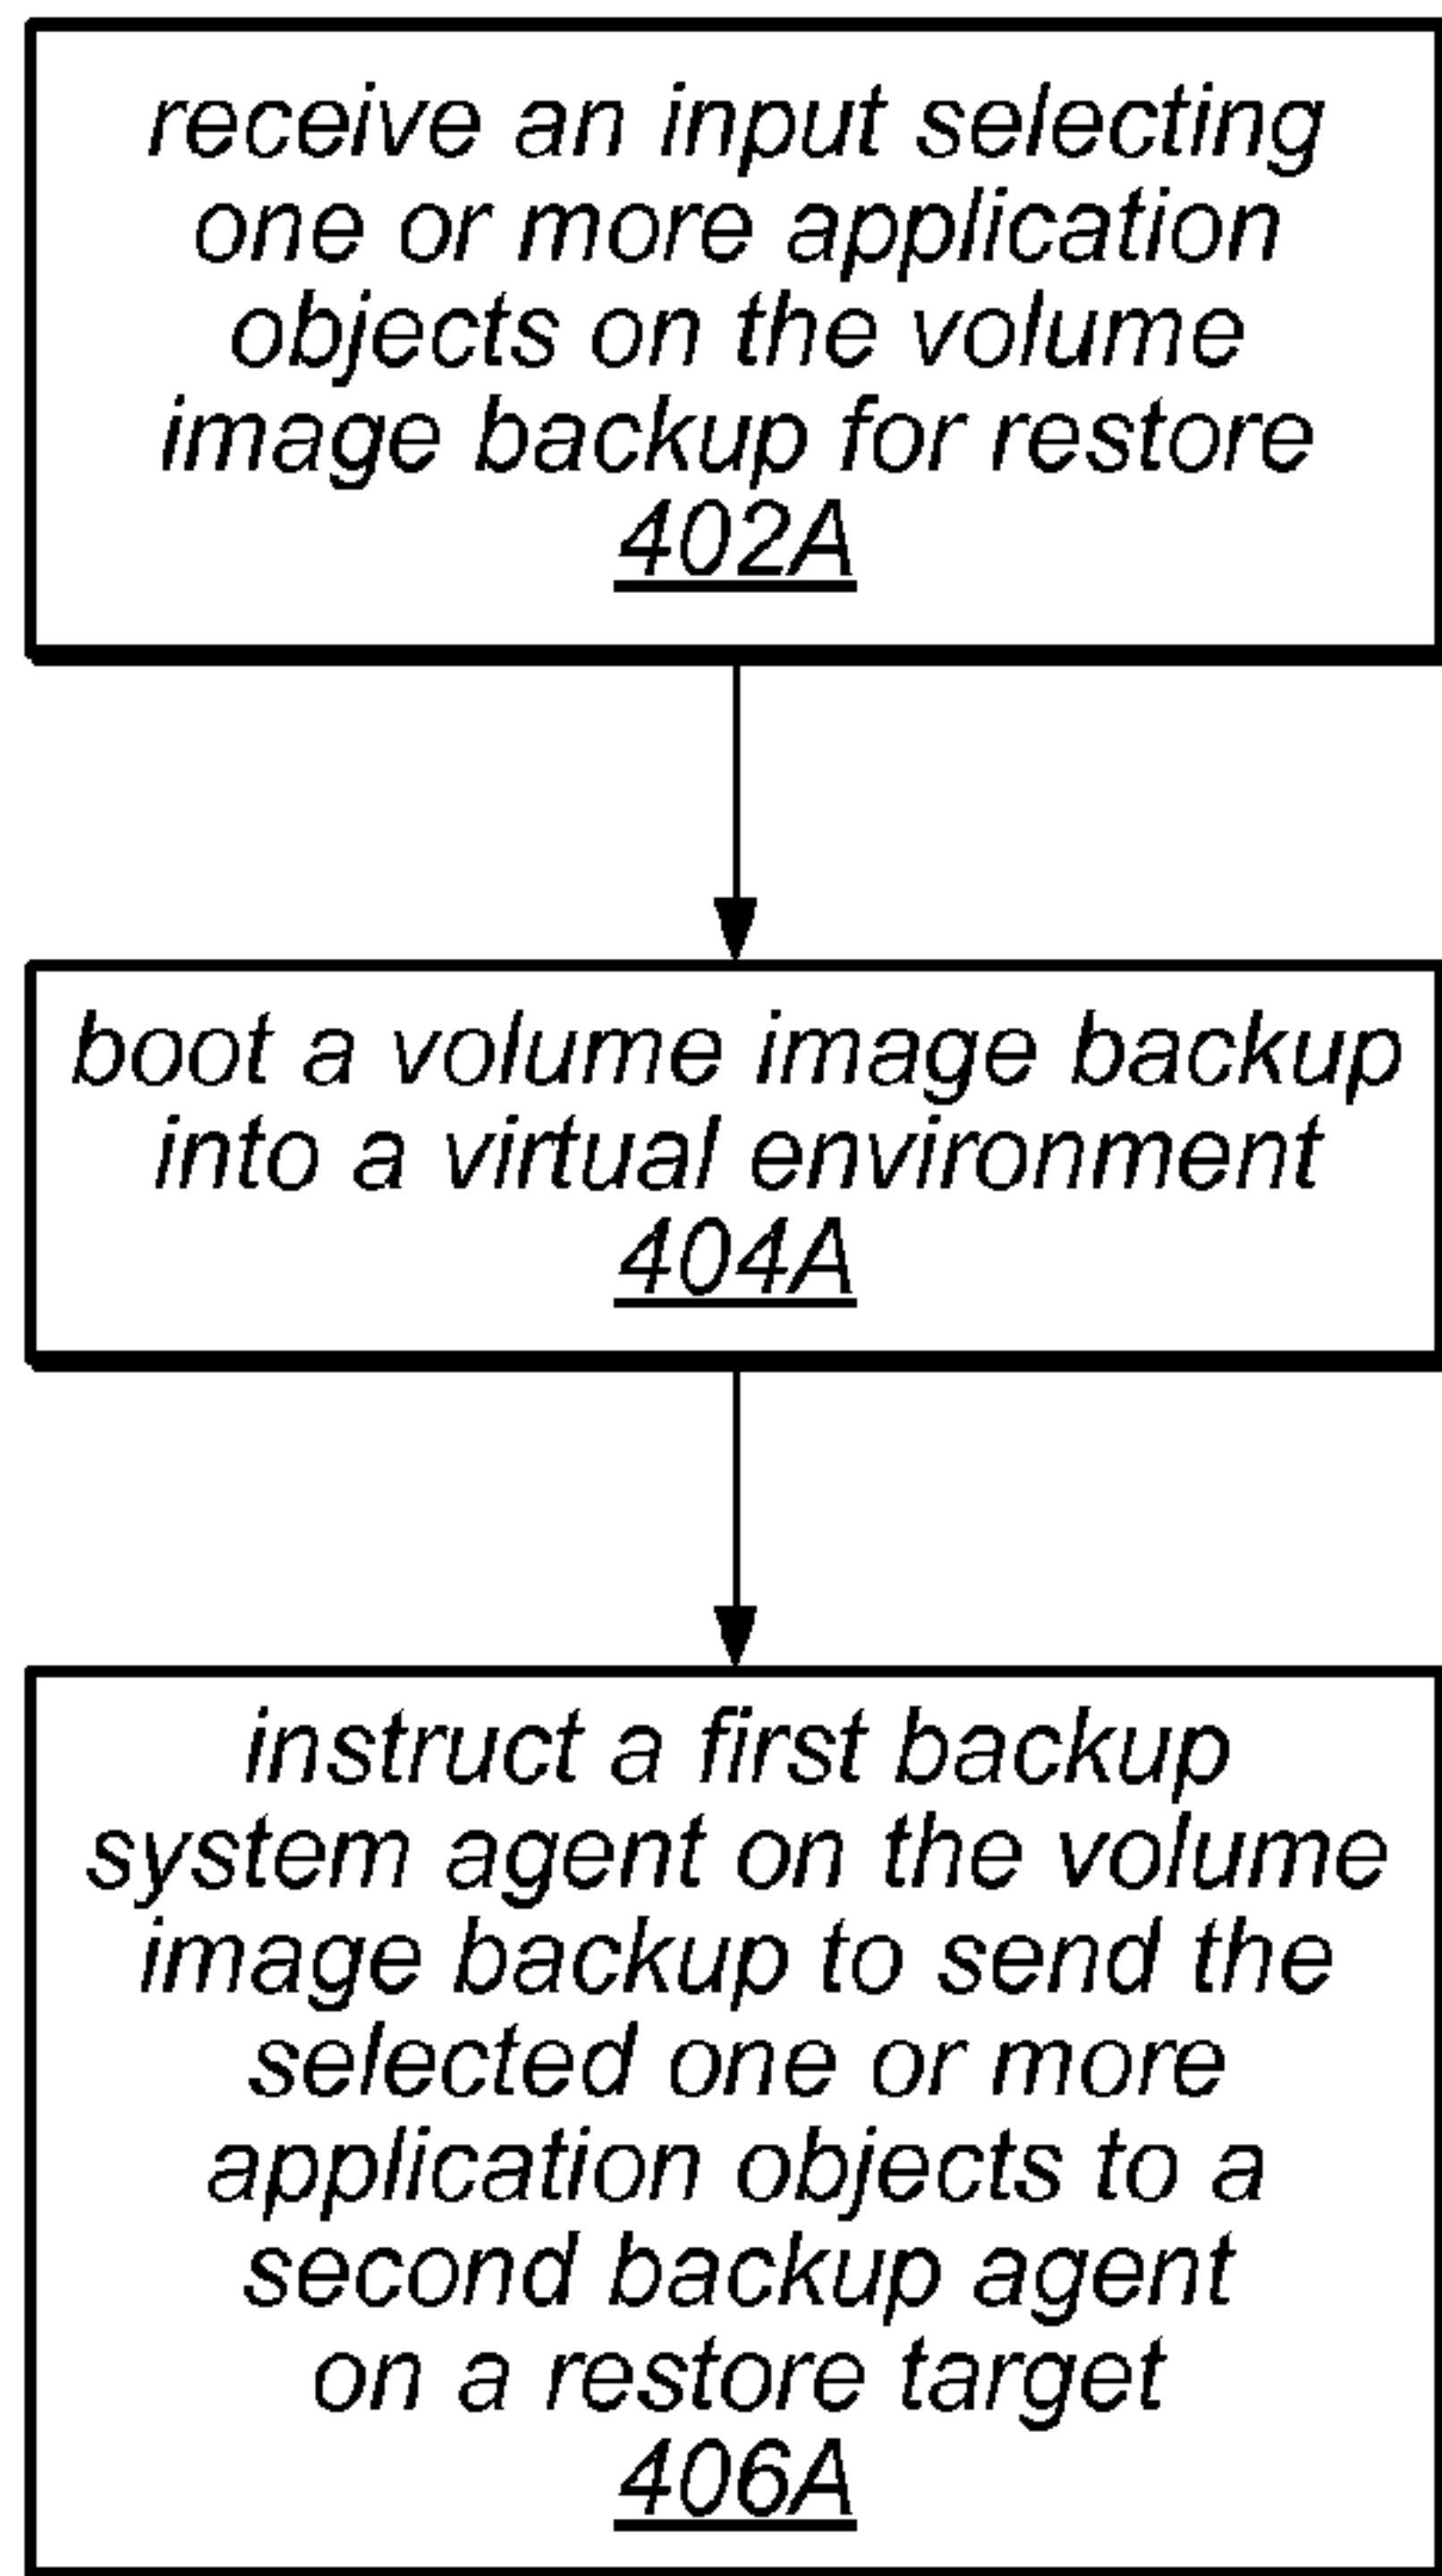 receive an input selecting
one or more application
objects on the volume
image backup for restore
402A
boot a volume image backup
into a virtual environment
404A
instruct a first backup
system agent on the volume
image backup to send the
selected one or more
application objects to a
second backup agent
on a restore target
406A